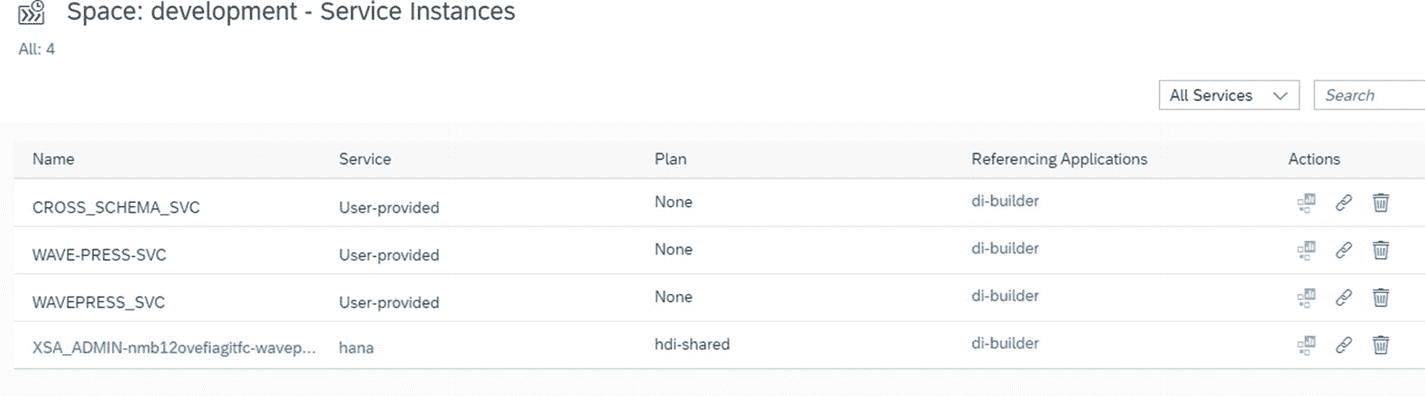 Space: development - Service Instances
All: 4
All Services Search
Name Service Plan Referencing Applications Actions
CROSS_SCHEMA_SVC User-provided None di-builder
WAVE-PRESS-SVC User-provided None di-builder
WAVEPRESS_SVC User-provided None di-builder
XSA_ADMIN-nmb12ovefiagitfc-wavep... hana hdi-shared di-builder